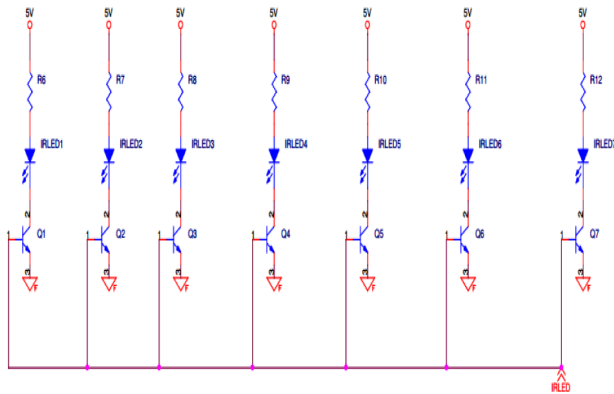 5V 5V 5V 5V 5V 5V 5V
R6 R7 R8 R9 R10 R11 R12
IRLED1 IRLED2 IRLED3 IRLED4 IRLED5 IRLED6 IRLED7
2 2 2 2 2 2 2
1 Q1 1 Q2 1 Q3 1 Q4 1 Q5 1 Q6 1 Q7
3 3 3 3 3 3 3
F F F F F F F
IRLED